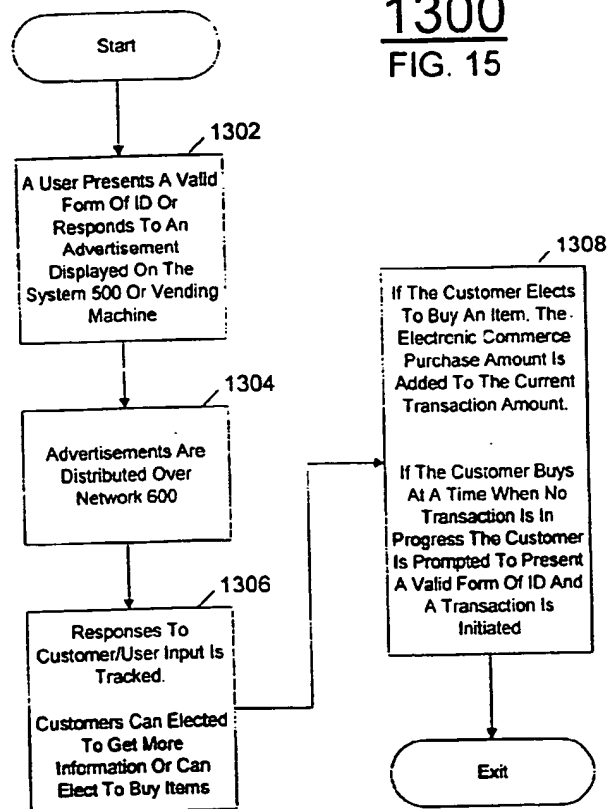 1300
FIG. 15
Start
1302
A User Presents A Valid
Form Of ID Or
Responds To An
Advertisement
Displayed On The
System 500 Or Vending
Machine
1304
Advertisements Are
Distributed Over
Network 600
1306
Responses To
Customer/User Input Is
Tracked.
Customers Can Elected
To Get More
Information Or Can
Elect To Buy Items
1308
If The Customer Elects
To Buy An Item, The
Electronic Commerce
Purchase Amount Is
Added To The Current
Transaction Amount.
If The Customer Buys
At A Time When No
Transaction Is In
Progress The Customer
Is Prompted To Present
A Valid Form Of ID And
A Transaction Is
Initiated
Exit